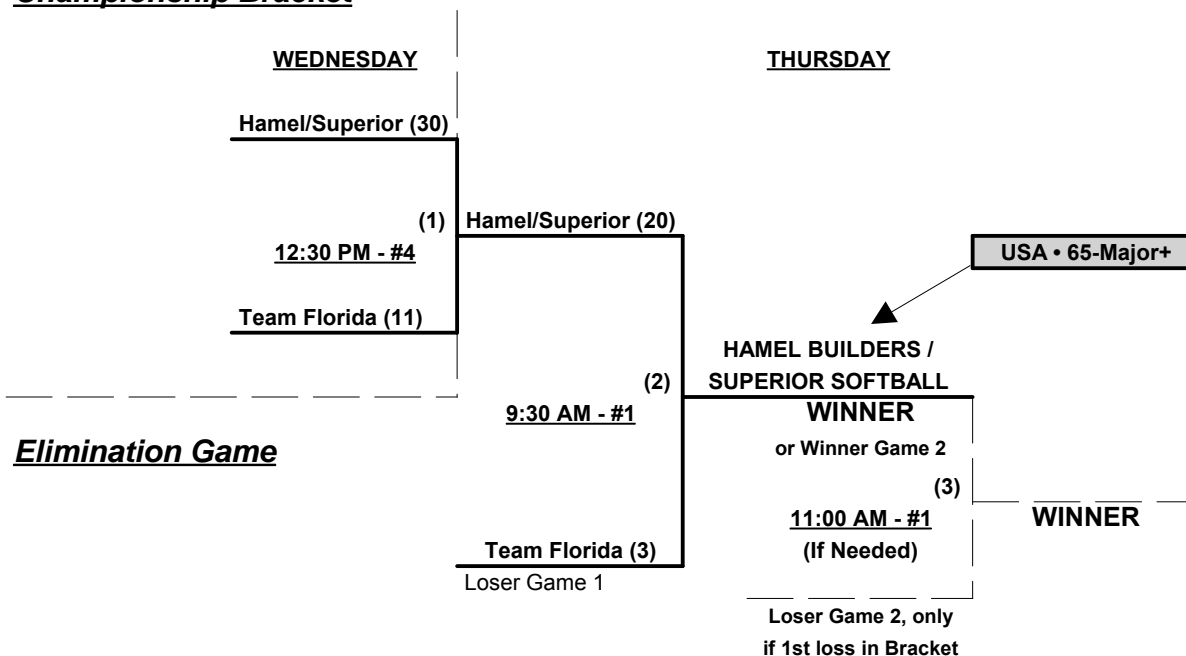 Championship Bracket
WEDNESDAY
THURSDAY
Hamel/Superior (30)
(1)
Hamel/Superior (20)
12:30 PM - #4
USA • 65-Major+
Team Florida (11)
HAMEL BUILDERS /
(2)
SUPERIOR SOFTBALL
9:30 AM - #1
WINNER
Elimination Game
or Winner Game 2
(3)
11:00 AM - #1
WINNER
(If Needed)
Team Florida (3)
Loser Game 1
Loser Game 2, only
if 1st loss in Bracket